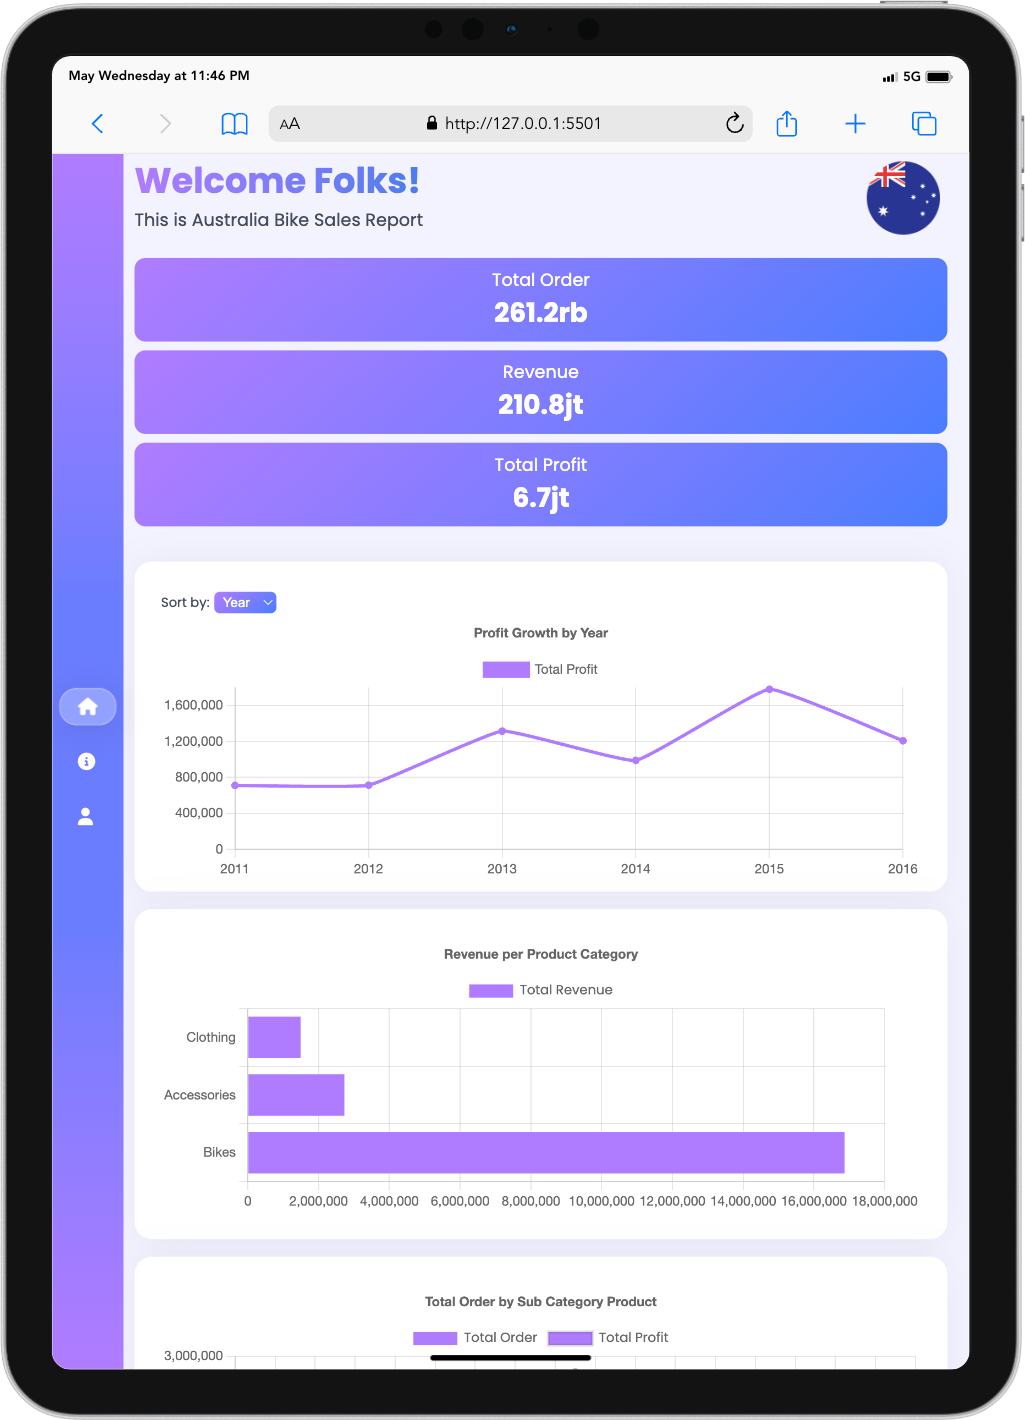 May Wednesday at 11:46 PM
5G
AA
http://127.0.0.1:5501
Welcome Folks!
This is Australia Bike Sales Report
Total Order
261.2rb
Revenue
210.8jt
Total Profit
6.7jt
Sort by: Year
Profit Growth by Year
Total Profit
1,600,000
1,200,000
800,000
400,000
0
2011 2012 2013 2014 2015 2016
Revenue per Product Category
Total Revenue
Clothing
Accessories
Bikes
0 2,000,000 4,000,000 6,000,000 8,000,000 10,000,000 12,000,000 14,000,000 16,000,000 18,000,000
Total Order by Sub Category Product
Total Order Total Profit
3,000,000